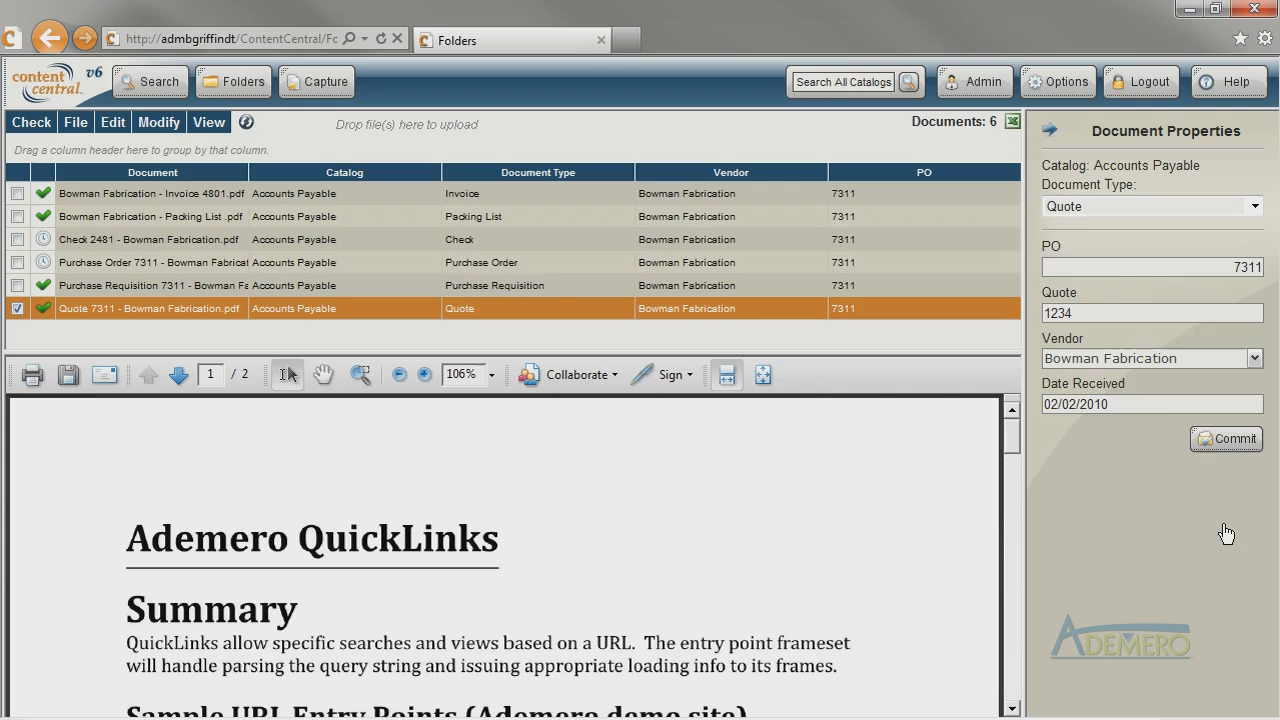 http://admbgriffindt/ContentCentral/Fc
Folders
content central v6
Search
Folders
Capture
Search All Catalogs
Admin
Options
Logout
Help
Check File Edit Modify View
Drop file(s) here to upload
Documents: 6
Drag a column header here to group by that column.
Document Catalog Document Type Vendor PO
Bowman Fabrication - Invoice 4801.pdf Accounts Payable Invoice Bowman Fabrication 7311
Bowman Fabrication - Packing List .pdf Accounts Payable Packing List Bowman Fabrication 7311
Check 2481 - Bowman Fabrication.pdf Accounts Payable Check Bowman Fabrication 7311
Purchase Order 7311 - Bowman Fabricat Accounts Payable Purchase Order Bowman Fabrication 7311
Purchase Requisition 7311 - Bowman Fa Accounts Payable Purchase Requisition Bowman Fabrication 7311
Quote 7311 - Bowman Fabrication.pdf Accounts Payable Quote Bowman Fabrication 7311
1 / 2
106%
Collaborate
Sign
Ademero QuickLinks
Summary
QuickLinks allow specific searches and views based on a URL. The entry point frameset
will handle parsing the query string and issuing appropriate loading info to its frames.
Sample URL Entry Points (Ademero demo site)
Document Properties
Catalog: Accounts Payable
Document Type:
Quote
PO
7311
Quote
1234
Vendor
Bowman Fabrication
Date Received
02/02/2010
Commit
ADEMERO